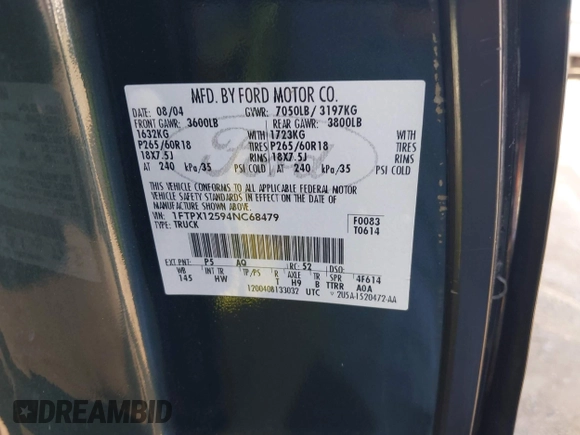 MFD. BY FORD MOTOR CO.
DATE: 08/04 GVWR: 7050LB/ 3197KG
FRONT GAWR: 3600LB REAR GAWR: 3800LB
1632KG WITH 1723KG WITH
P265/60R18 TIRES P265/60R18 TIRES
18X7.5J RIMS 18X7.5J RIMS
AT 240 kPa/35 PSI COLD AT 240 kPa/35 PSI COLD
THIS VEHICLE CONFORMS TO ALL APPLICABLE FEDERAL MOTOR
VEHICLE SAFETY STANDARDS IN EFFECT ON THE DATE OF
MANUFACTURE SHOWN ABOVE.
VIN: 1FTPX12594NC68479 F0083
TYPE: TRUCK T0614
EXT PNT: P5 AQ RC: 52 DSO:
WB INT TR TP/PS R AXLE TR SPR 4F614
145 HW T H9 B TTRR A0A
1200408133032 UTC 2U5A-1520472-AA
Ford
DREAMBID